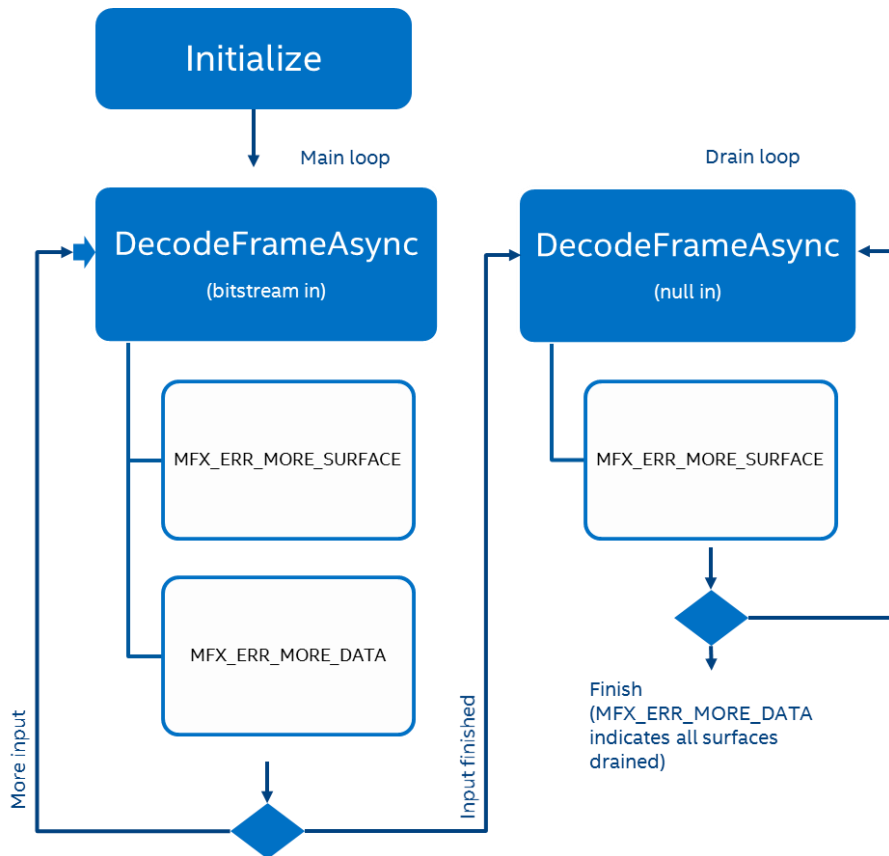 Initialize
Main loop
DecodeFrameAsync
(bitstream in)
MFX_ERR_MORE_SURFACE
MFX_ERR_MORE_DATA
More input
Input finished
Drain loop
DecodeFrameAsync
(null in)
MFX_ERR_MORE_SURFACE
Finish
(MFX_ERR_MORE_DATA
indicates all surfaces
drained)